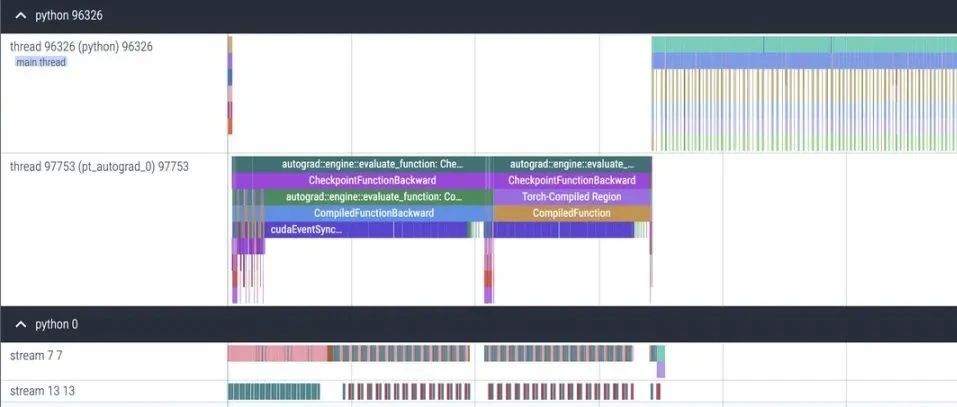 python 96326
thread 96326 (python) 96326
main thread
thread 97753 (pt_autograd_0) 97753
autograd::engine::evaluate_function: Che...
autograd::engine::evaluate_...
CheckpointFunctionBackward
CheckpointFunctionBackward
autograd::engine::evaluate_function: Co...
Torch-Compiled Region
CompiledFunctionBackward
CompiledFunction
cudaEventSync...
python 0
stream 7 7
stream 13 13